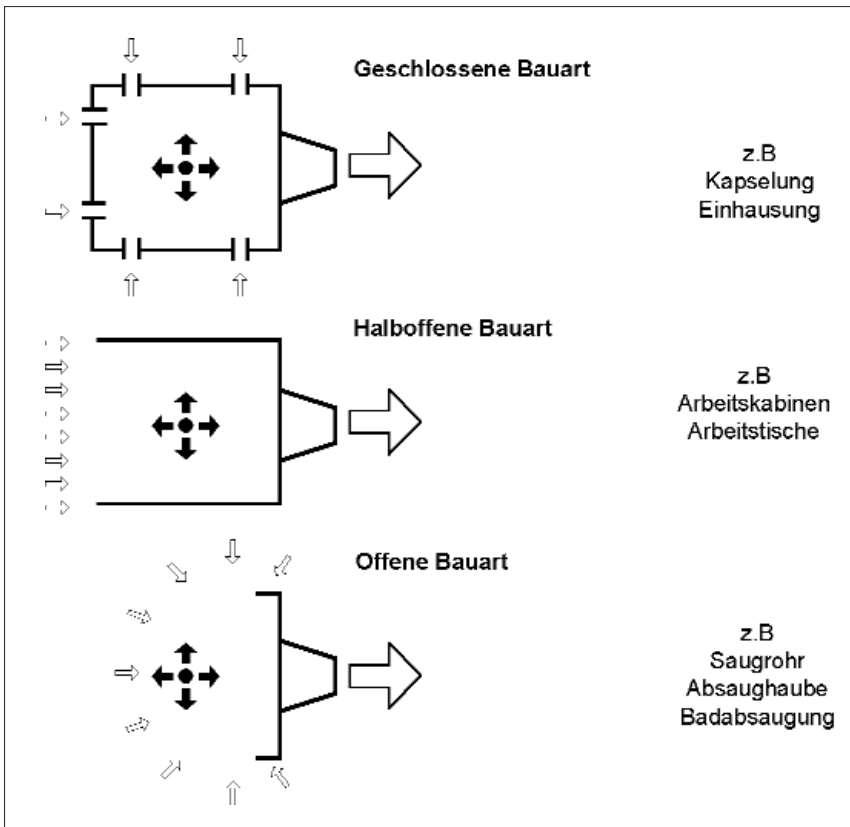 Geschlossene Bauart
z.B
Kapselung
Einhausung
Halboffene Bauart
z.B
Arbeitskabinen
Arbeitstische
Offene Bauart
z.B
Saugrohr
Absaughaube
Badabsaugung